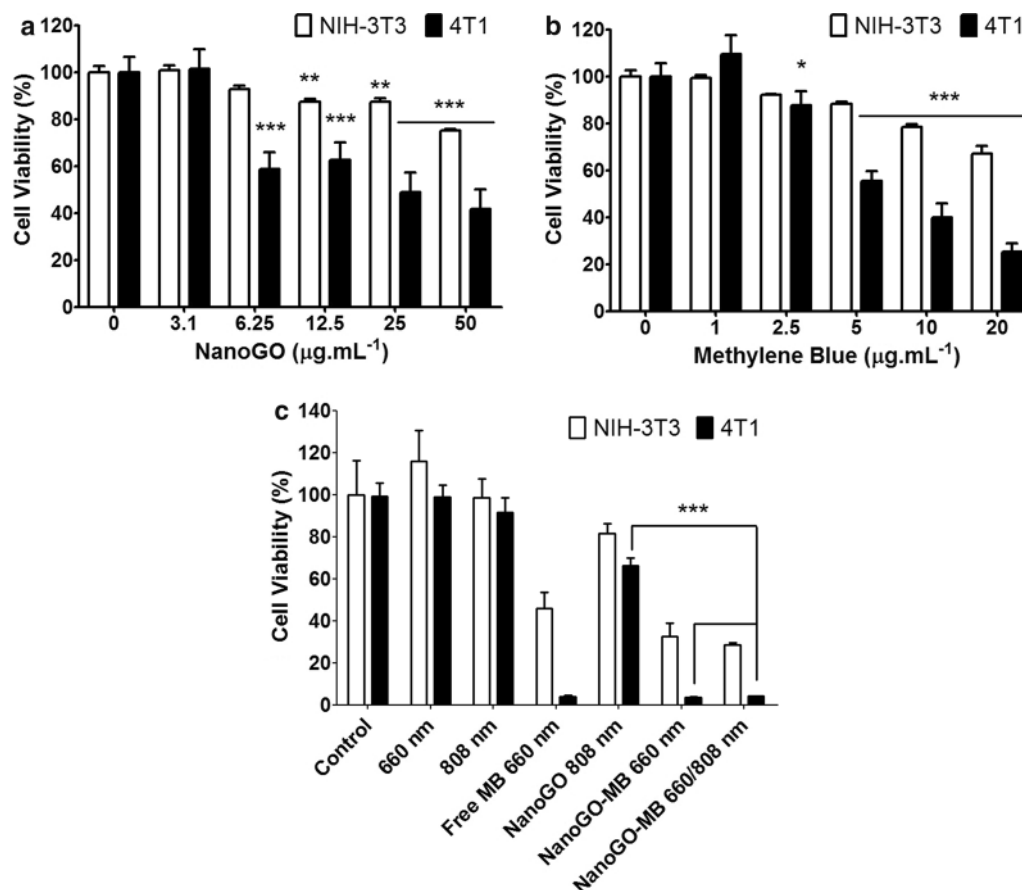 a
NIH-3T3 4T1
120
100
80
60
40
20
0
Cell Viability (%)
** **
*** *** ***
0 3.1 6.25 12.5 25 50
NanoGO (μg.mL⁻¹)
b
NIH-3T3 4T1
120
100
80
60
40
20
0
Cell Viability (%)
* ***
0 1 2.5 5 10 20
Methylene Blue (μg.mL⁻¹)
c
NIH-3T3 4T1
140
120
100
80
60
40
20
0
Cell Viability (%)
***
Control
660 nm
808 nm
Free MB 660 nm
NanoGO 808 nm
NanoGO-MB 660 nm
NanoGO-MB 660/808 nm